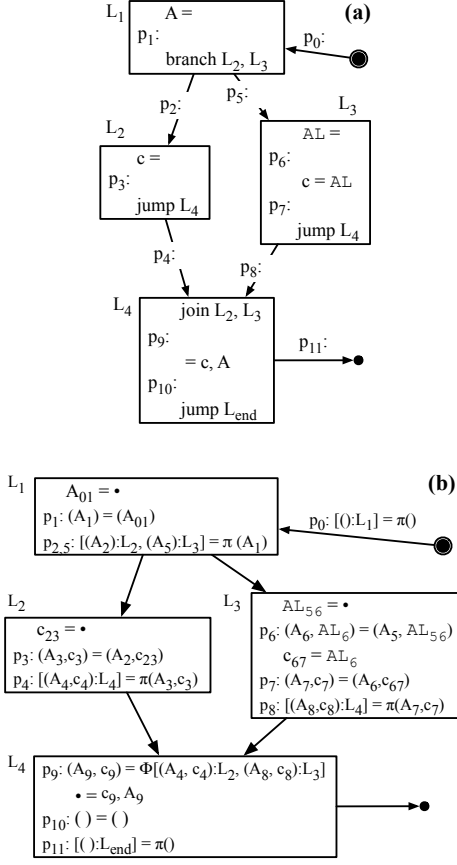 (a)
L1
A =
p1:
branch L2, L3
p0:
p2:
p5:
L2
c =
p3:
jump L4
L3
AL =
p6:
c = AL
p7:
jump L4
p4:
p8:
L4
join L2, L3
p9:
= c, A
p10:
jump Lend
p11:
(b)
L1
A01 = •
p1: (A1) = (A01)
p2,5: [(A2):L2, (A5):L3] = π (A1)
p0: [():L1] = π()
L2
c23 = •
p3: (A3,c3) = (A2,c23)
p4: [(A4,c4):L4] = π(A3,c3)
L3
AL56 = •
p6: (A6, AL6) = (A5, AL56)
c67 = AL6
p7: (A7,c7) = (A6,c67)
p8: [(A8,c8):L4] = π(A7,c7)
L4
p9: (A9, c9) = Φ[(A4, c4):L2, (A8, c8):L3]
• = c9, A9
p10: ( ) = ( )
p11: [( ):Lend] = π()